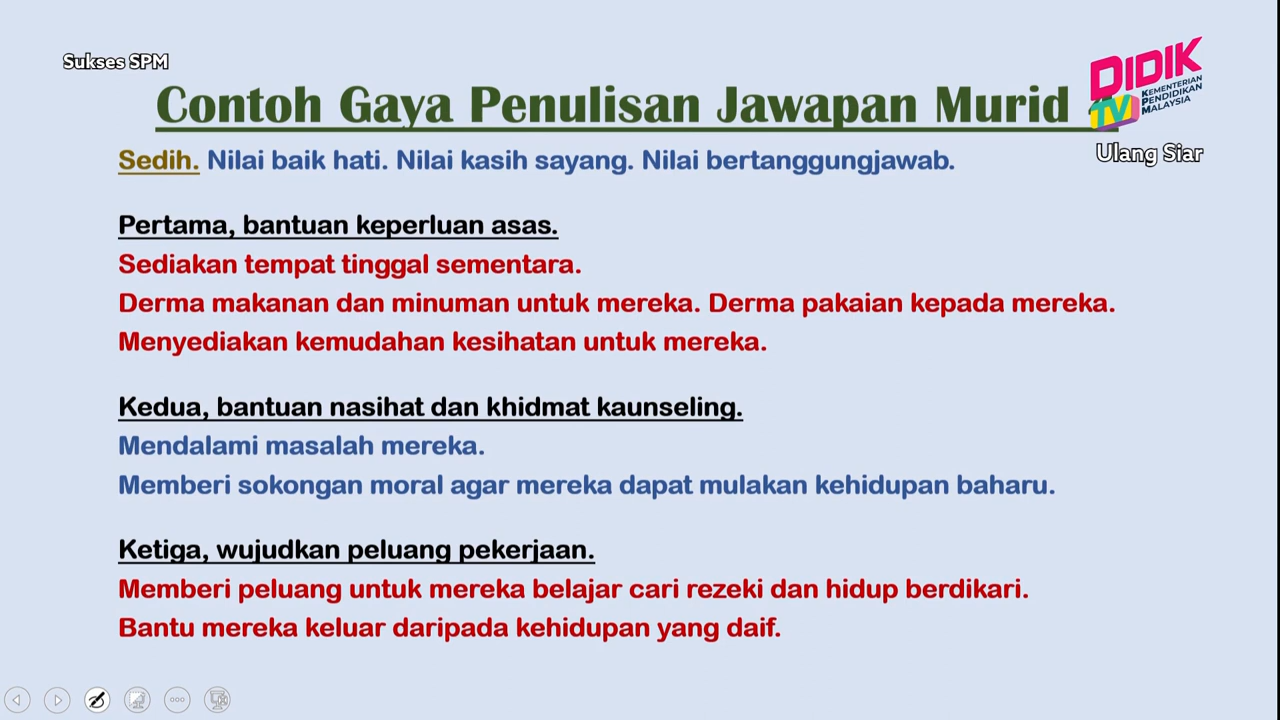 Sukses SPM
DIDIK
TV
KEMENTERIAN
PENDIDIKAN
MALAYSIA
Ulang Siar
Contoh Gaya Penulisan Jawapan Murid
Sedih. Nilai baik hati. Nilai kasih sayang. Nilai bertanggungjawab.
Pertama, bantuan keperluan asas.
Sediakan tempat tinggal sementara.
Derma makanan dan minuman untuk mereka. Derma pakaian kepada mereka.
Menyediakan kemudahan kesihatan untuk mereka.
Kedua, bantuan nasihat dan khidmat kaunseling.
Mendalami masalah mereka.
Memberi sokongan moral agar mereka dapat mulakan kehidupan baharu.
Ketiga, wujudkan peluang pekerjaan.
Memberi peluang untuk mereka belajar cari rezeki dan hidup berdikari.
Bantu mereka keluar daripada kehidupan yang daif.